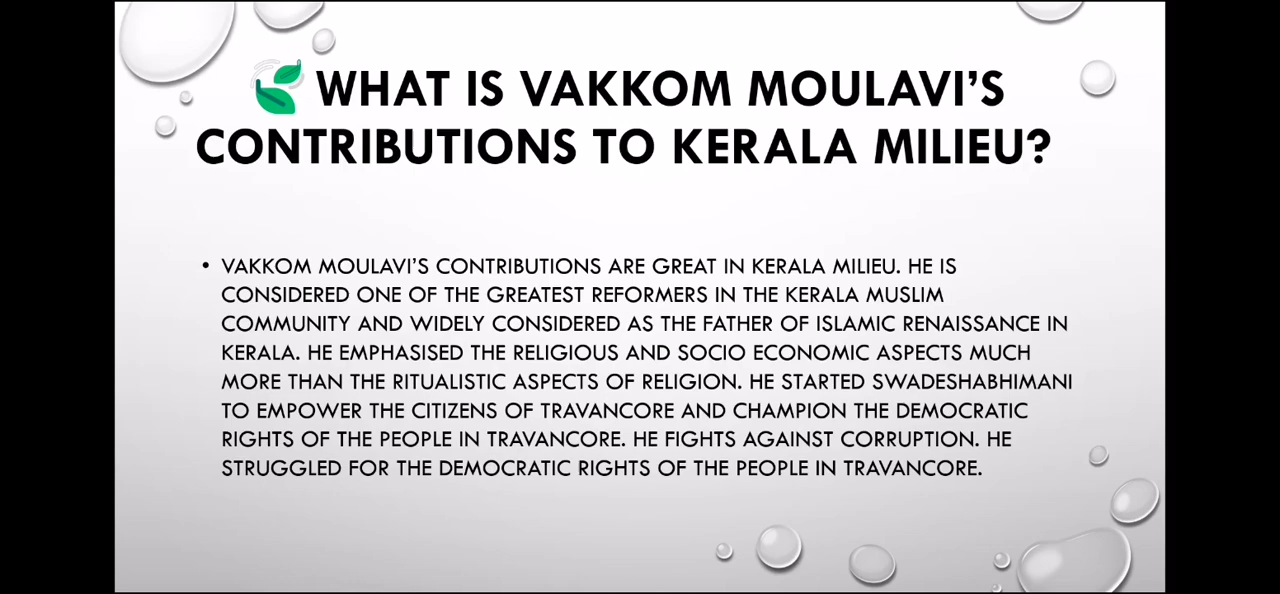 WHAT IS VAKKOM MOULAVI’S
CONTRIBUTIONS TO KERALA MILIEU?
• VAKKOM MOULAVI’S CONTRIBUTIONS ARE GREAT IN KERALA MILIEU. HE IS
CONSIDERED ONE OF THE GREATEST REFORMERS IN THE KERALA MUSLIM
COMMUNITY AND WIDELY CONSIDERED AS THE FATHER OF ISLAMIC RENAISSANCE IN
KERALA. HE EMPHASISED THE RELIGIOUS AND SOCIO ECONOMIC ASPECTS MUCH
MORE THAN THE RITUALISTIC ASPECTS OF RELIGION. HE STARTED SWADESHABHIMANI
TO EMPOWER THE CITIZENS OF TRAVANCORE AND CHAMPION THE DEMOCRATIC
RIGHTS OF THE PEOPLE IN TRAVANCORE. HE FIGHTS AGAINST CORRUPTION. HE
STRUGGLED FOR THE DEMOCRATIC RIGHTS OF THE PEOPLE IN TRAVANCORE.